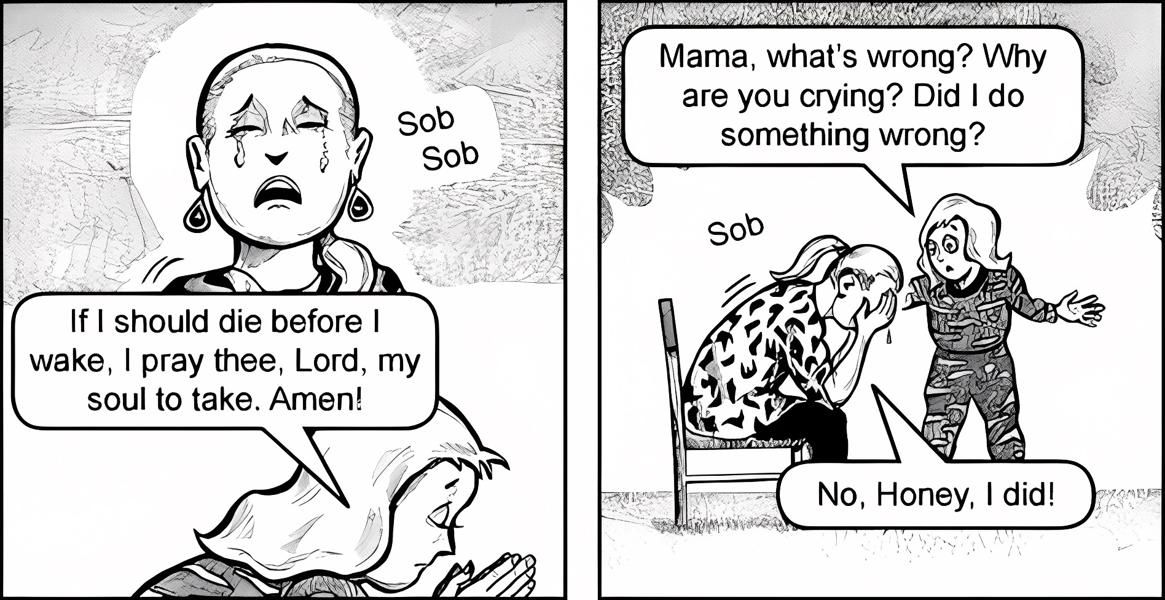 Sob
Sob
If I should die before I
wake, I pray thee, Lord, my
soul to take. Amen!
Mama, what's wrong? Why
are you crying? Did I do
something wrong?
Sob
No, Honey, I did!